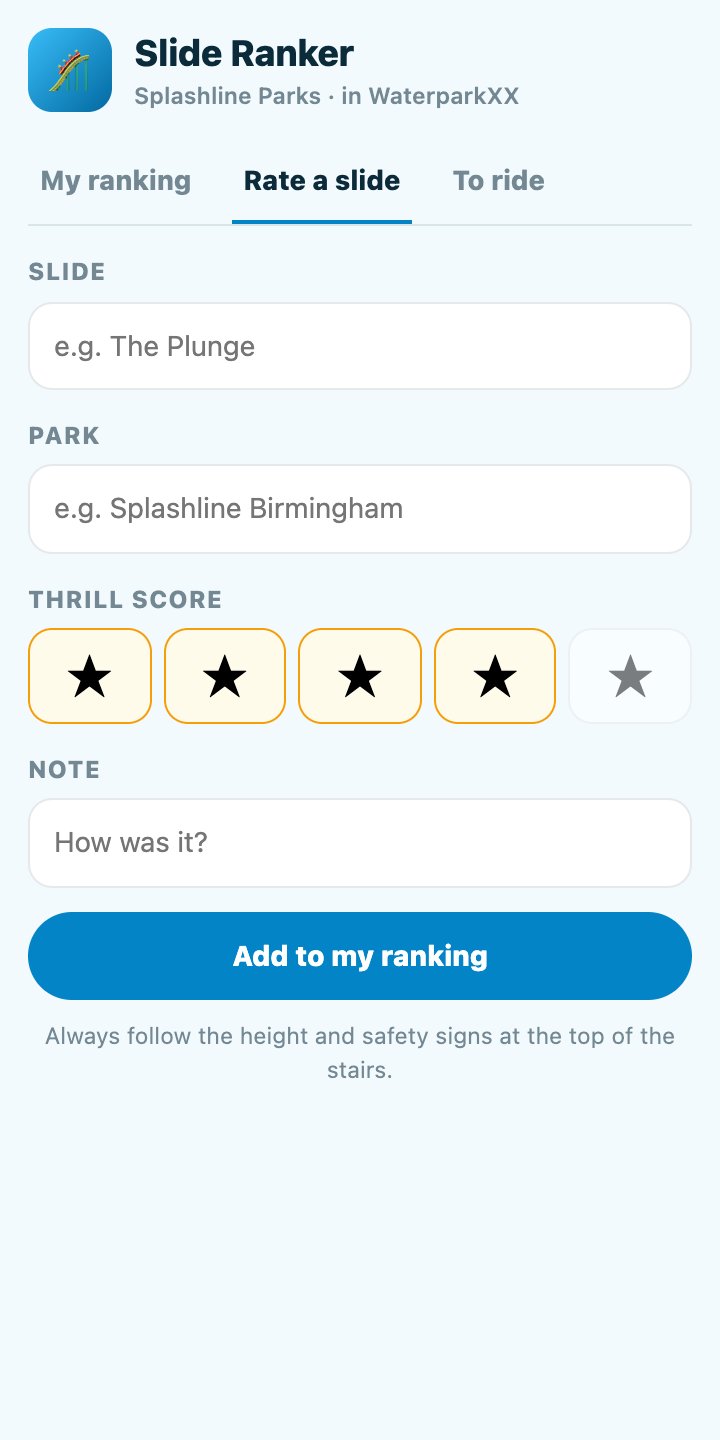 Slide Ranker
Splashline Parks · in WaterparkXX
My ranking
Rate a slide
To ride
SLIDE
e.g. The Plunge
PARK
e.g. Splashline Birmingham
THRILL SCORE
★ ★ ★ ★ ★
NOTE
How was it?
Add to my ranking
Always follow the height and safety signs at the top of the
stairs.